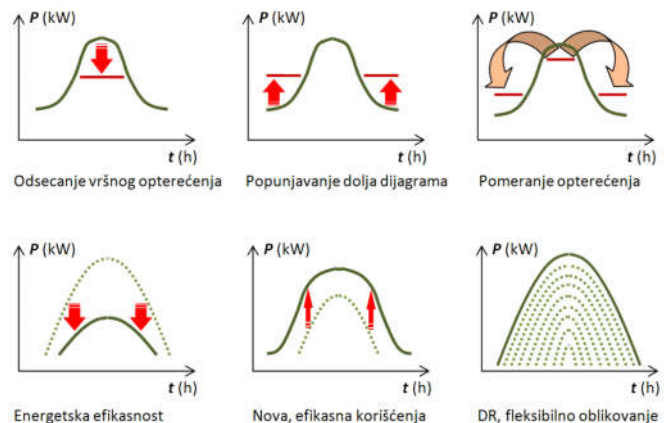 P (kW)
P (kW)
P (kW)
t (h)
t (h)
t (h)
Odsecanje vršnog opterećenja
Popunjavanje dolja dijagrama
Pomeranje opterećenja
P (kW)
P (kW)
P (kW)
t (h)
t (h)
t (h)
Energetska efikasnost
Nova, efikasna korišćenja
DR, fleksibilno oblikovanje